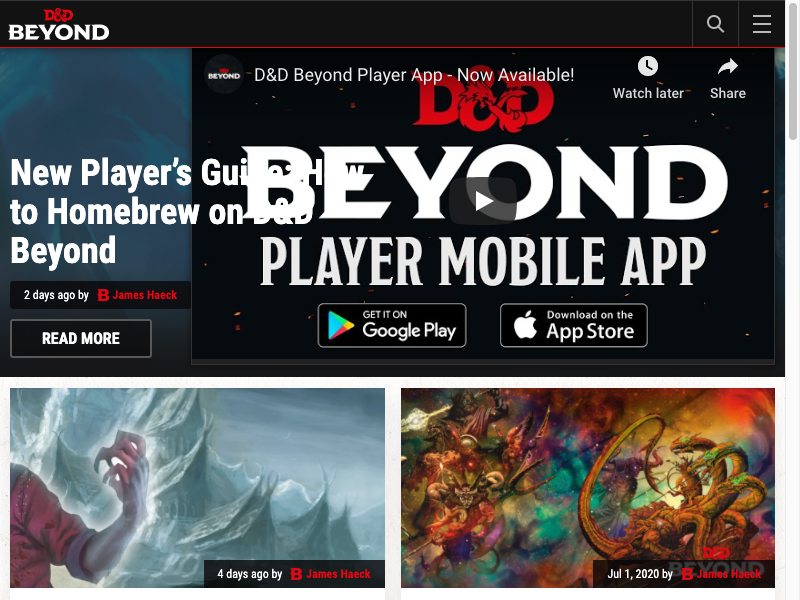 D&D
BEYOND
BEYOND
D&D Beyond Player App - Now Available!
Watch later
Share
D&D
BEYOND
PLAYER MOBILE APP
GET IT ON
Google Play
Download on the
App Store
New Player's Guide: How
to Homebrew on D&D
Beyond
2 days ago by B James Haeck
READ MORE
4 days ago by B James Haeck
D&D
BEYOND
Jul 1, 2020 by B James Haeck